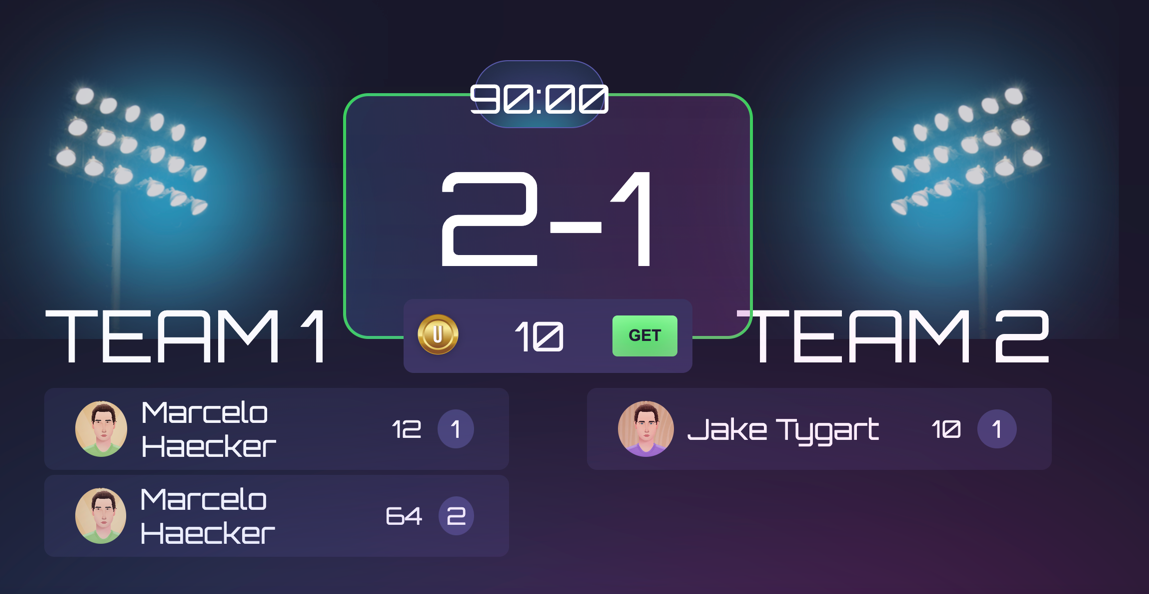 90:00
2-1
TEAM 1
U
10
GET
TEAM 2
Marcelo
Haecker
12
1
Jake Tygart
10
1
Marcelo
Haecker
64
2